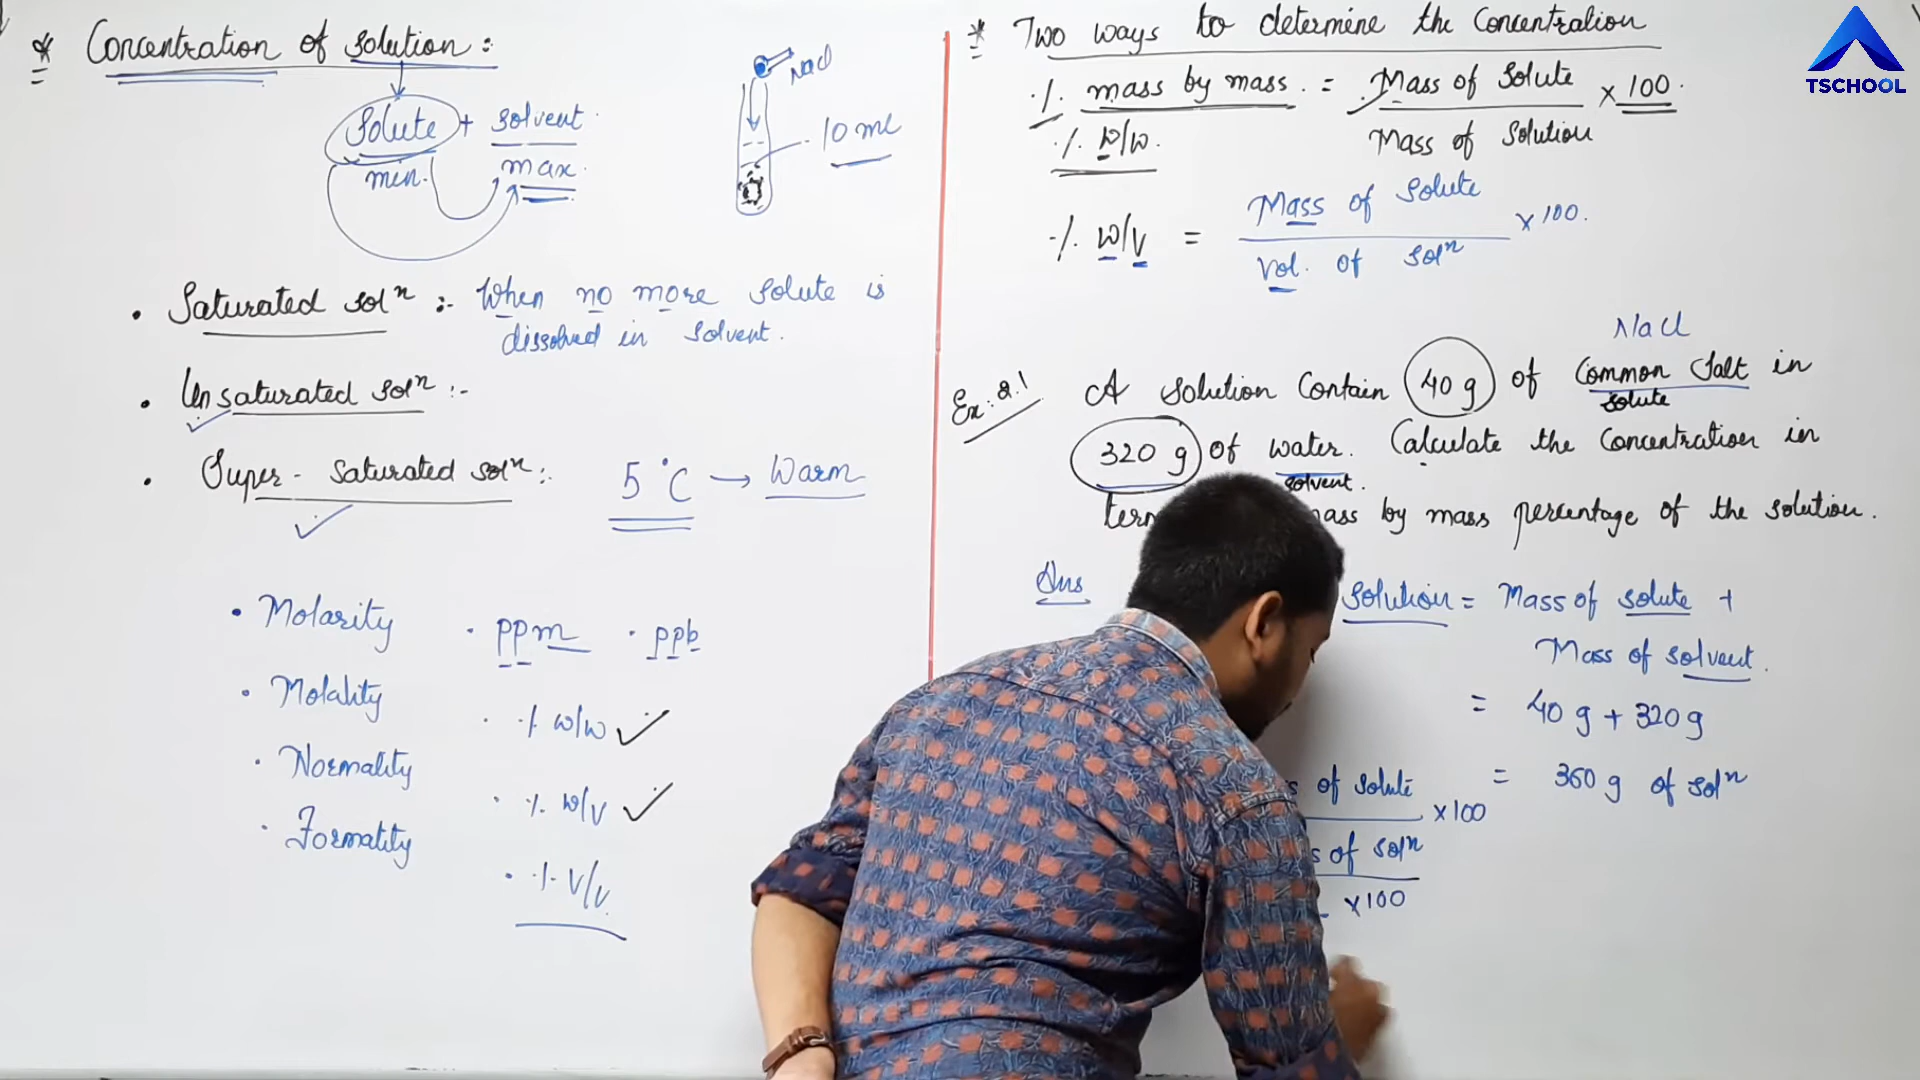 * Concentration of solution :
Solute + solvent
min. max.
NaCl
10 ml
• Saturated solⁿ :- When no more solute is
dissolved in solvent.
• Unsaturated solⁿ :-
• Super - saturated solⁿ :- 5°C → Warm
• Molarity
• Molality
• Normality
• Formality
• ppm • ppb
• % w/w ✓
• % w/v ✓
• % v/v
* Two ways to determine the Concentration
% mass by mass. = Mass of Solute × 100.
Mass of Solution
% w/w.
% w/v = Mass of Solute × 100.
Vol. of solⁿ
NaCl
Ex: 2.1 A Solution Contain 40 g of Common Salt in
solute
320 g of water. Calculate the Concentration in
solvent.
mass by mass percentage of the solution.
Ans
Solution = Mass of solute +
Mass of solvent.
= 40 g + 320 g
= 360 g of solⁿ
of solute × 100
of solⁿ
× 100
TSCHOOL